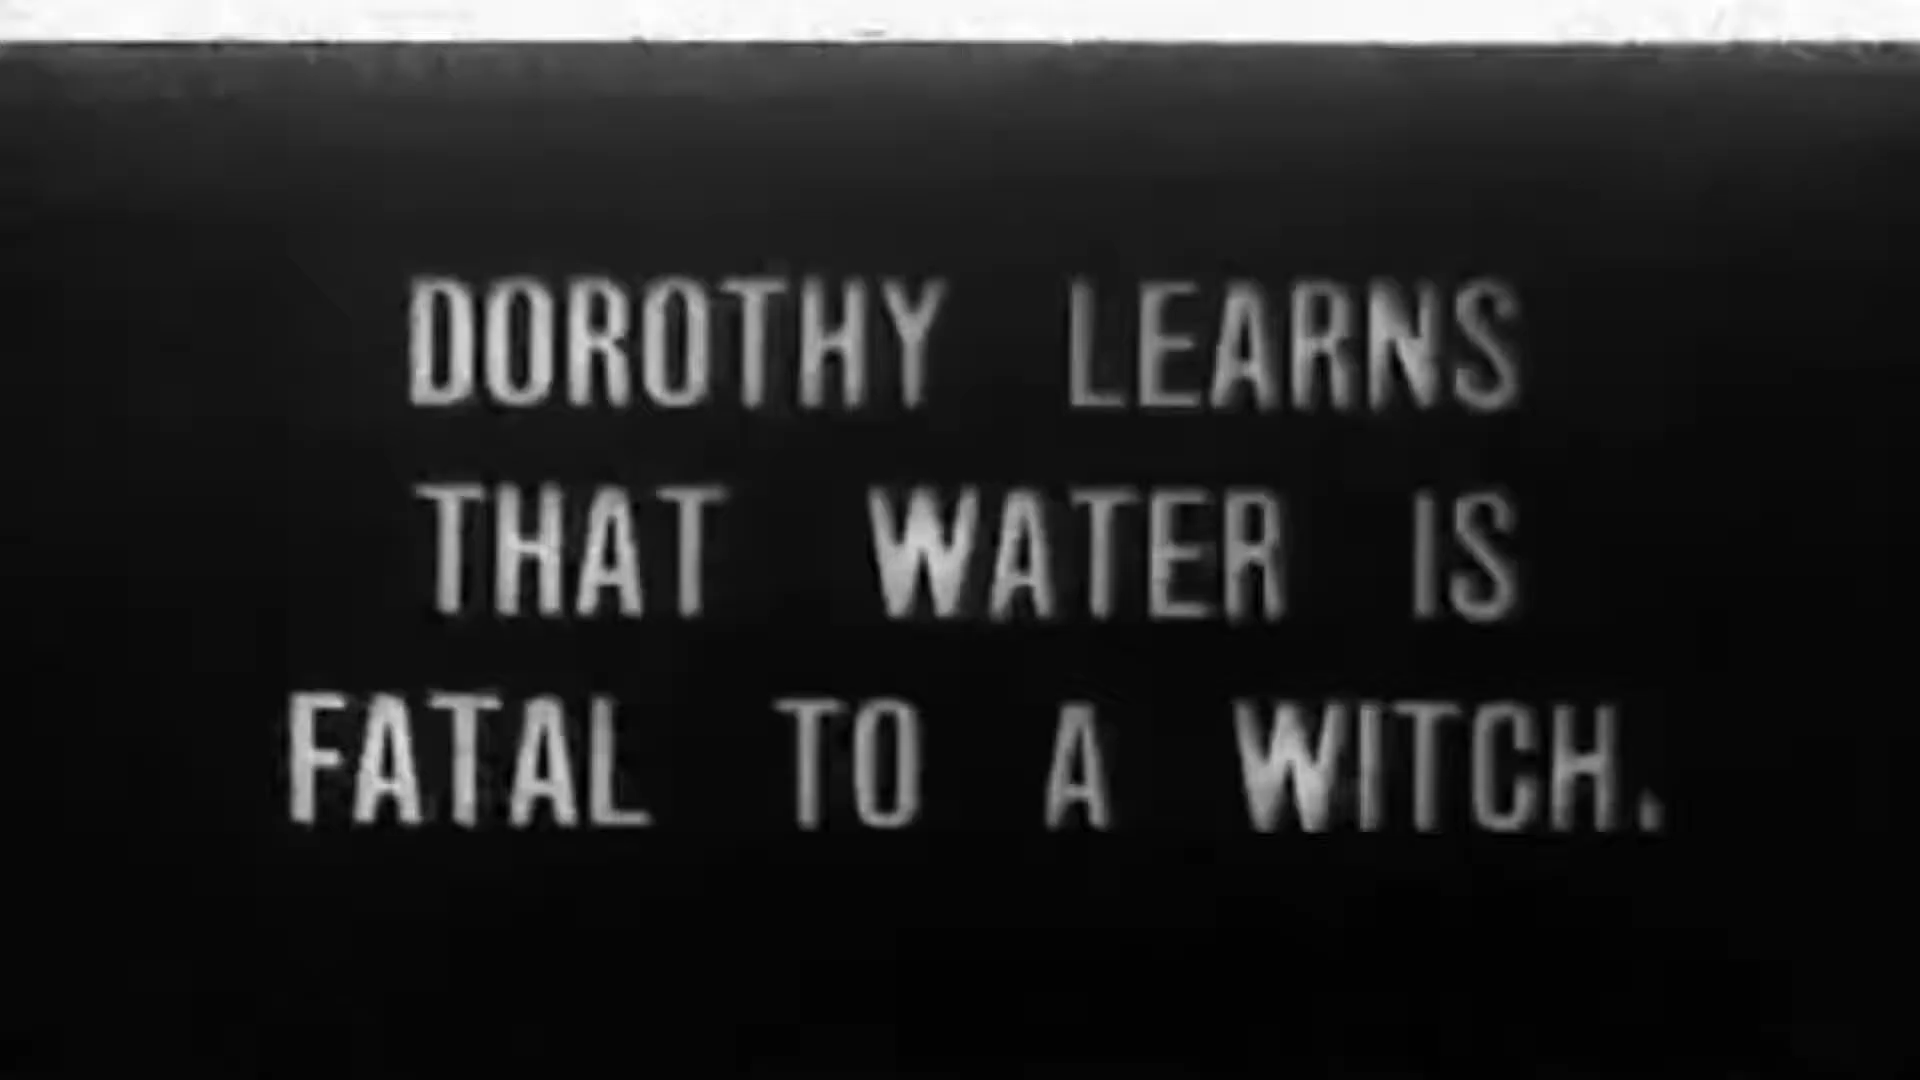 DOROTHY LEARNS
THAT WATER IS
FATAL TO A WITCH.